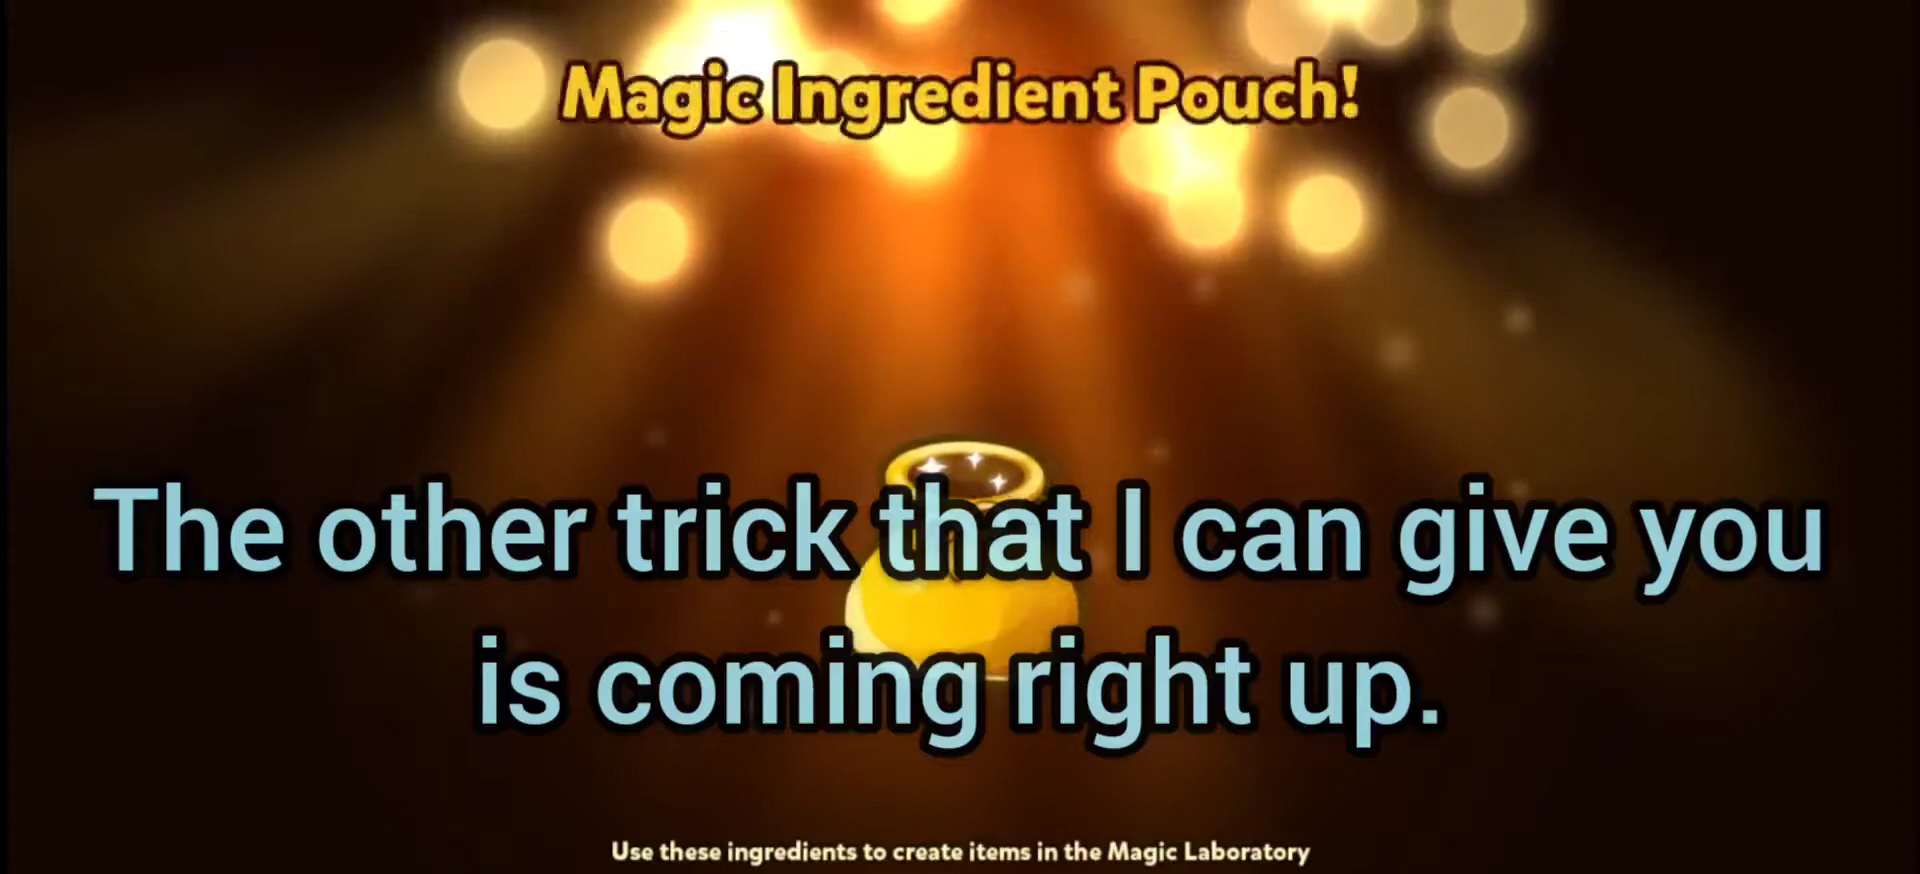 Magic Ingredient Pouch!
The other trick that I can give you
is coming right up.
Use these ingredients to create items in the Magic Laboratory